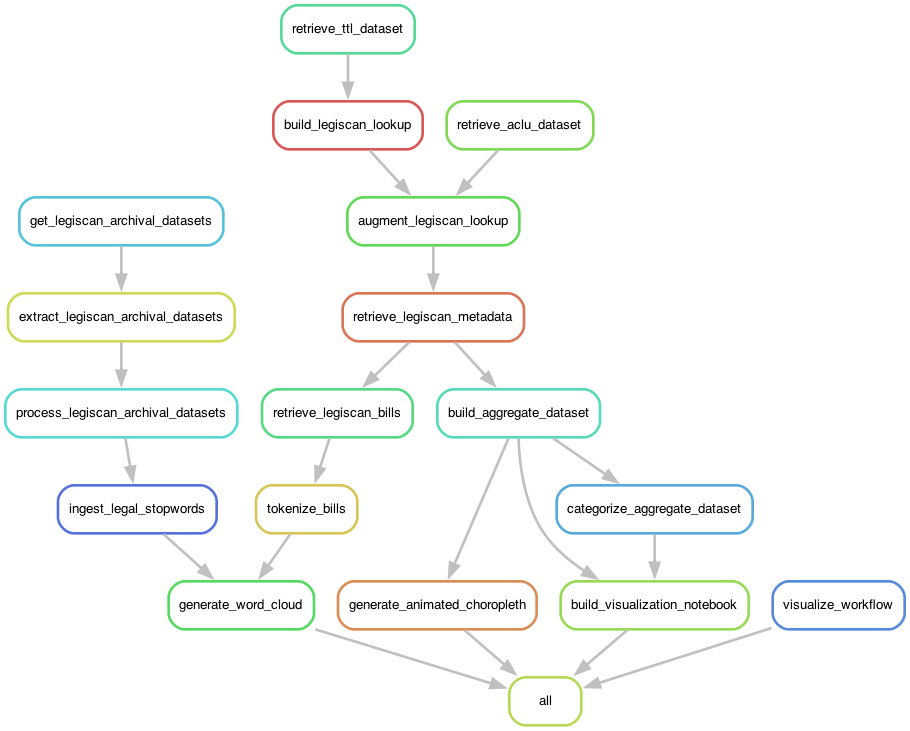 retrieve_ttl_dataset
build_legiscan_lookup
retrieve_aclu_dataset
get_legiscan_archival_datasets
augment_legiscan_lookup
extract_legiscan_archival_datasets
retrieve_legiscan_metadata
process_legiscan_archival_datasets
retrieve_legiscan_bills
build_aggregate_dataset
ingest_legal_stopwords
tokenize_bills
categorize_aggregate_dataset
generate_word_cloud
generate_animated_choropleth
build_visualization_notebook
visualize_workflow
all